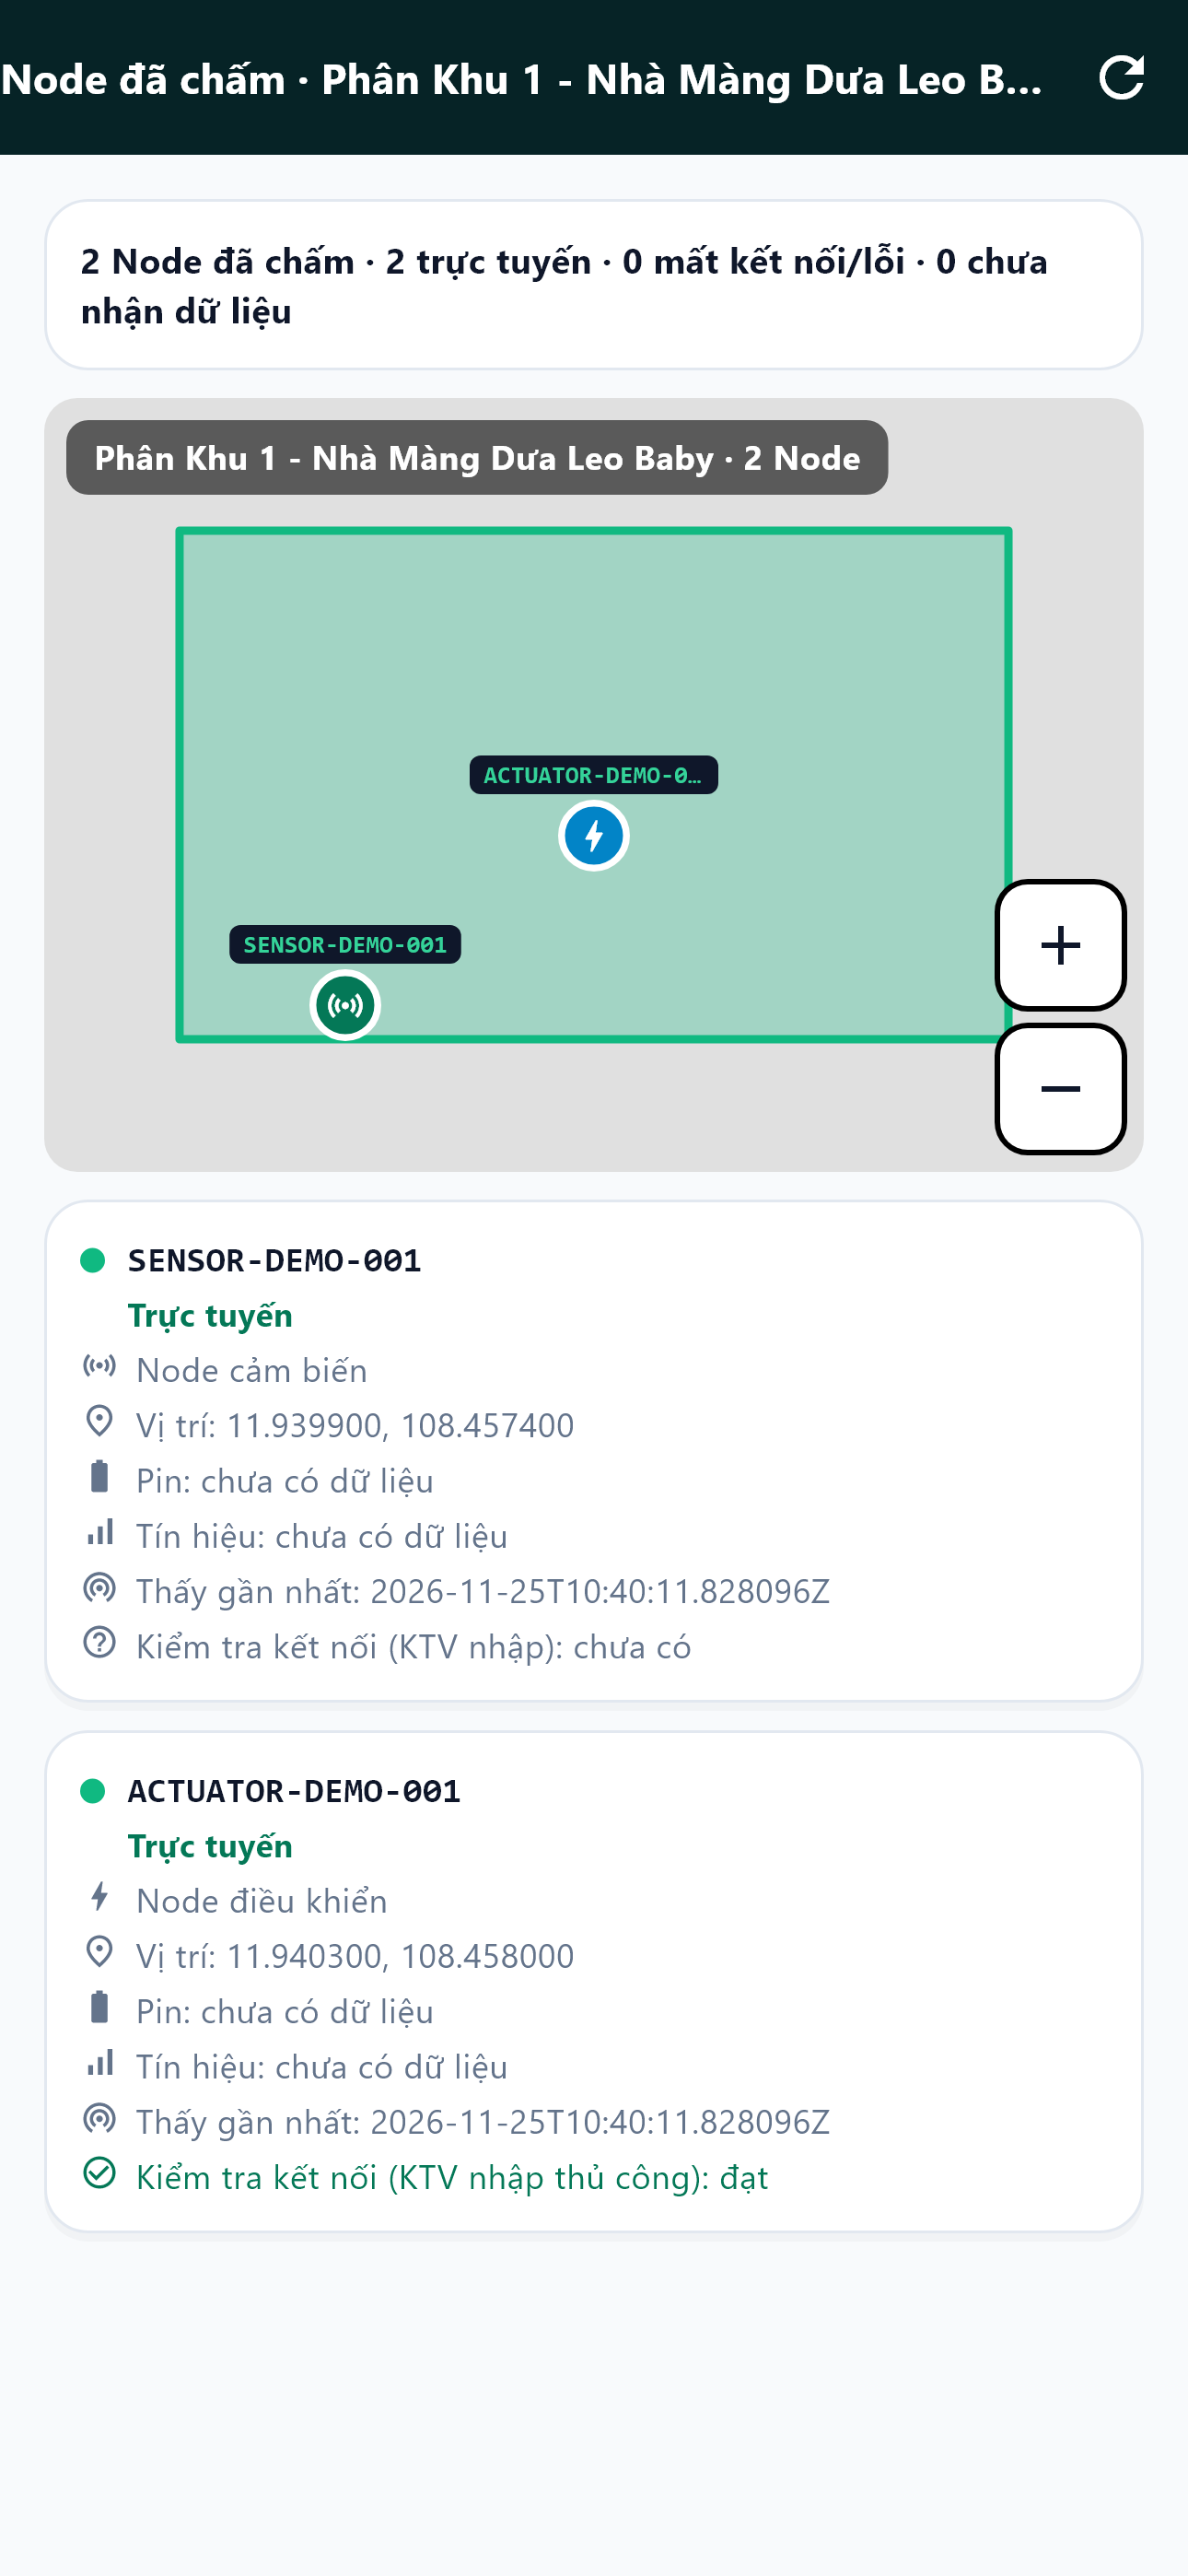 Node đã chấm · Phân Khu 1 - Nhà Màng Dưa Leo B...
2 Node đã chấm · 2 trực tuyến · 0 mất kết nối/lỗi · 0 chưa
nhận dữ liệu
Phân Khu 1 - Nhà Màng Dưa Leo Baby · 2 Node
ACTUATOR-DEMO-0…
SENSOR-DEMO-001
+
−
SENSOR-DEMO-001
Trực tuyến
Node cảm biến
Vị trí: 11.939900, 108.457400
Pin: chưa có dữ liệu
Tín hiệu: chưa có dữ liệu
Thấy gần nhất: 2026-11-25T10:40:11.828096Z
Kiểm tra kết nối (KTV nhập): chưa có
ACTUATOR-DEMO-001
Trực tuyến
Node điều khiển
Vị trí: 11.940300, 108.458000
Pin: chưa có dữ liệu
Tín hiệu: chưa có dữ liệu
Thấy gần nhất: 2026-11-25T10:40:11.828096Z
Kiểm tra kết nối (KTV nhập thủ công): đạt